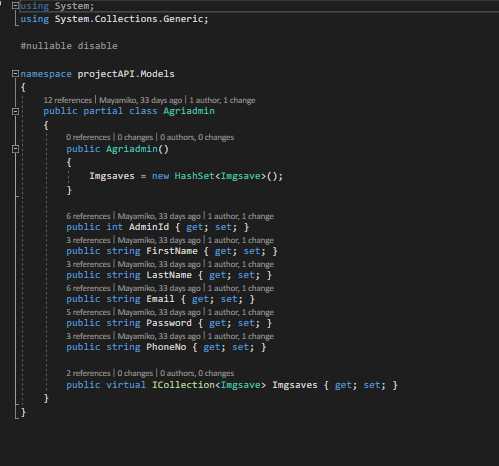 using System;
using System.Collections.Generic;
#nullable disable
namespace projectAPI.Models
{
12 references | Mayamiko, 33 days ago | 1 author, 1 change
public partial class Agriadmin
{
0 references | 0 changes | 0 authors, 0 changes
public Agriadmin()
{
Imgsaves = new HashSet<Imgsave>();
}
6 references | Mayamiko, 33 days ago | 1 author, 1 change
public int AdminId { get; set; }
3 references | Mayamiko, 33 days ago | 1 author, 1 change
public string FirstName { get; set; }
3 references | Mayamiko, 33 days ago | 1 author, 1 change
public string LastName { get; set; }
6 references | Mayamiko, 33 days ago | 1 author, 1 change
public string Email { get; set; }
5 references | Mayamiko, 33 days ago | 1 author, 1 change
public string Password { get; set; }
3 references | Mayamiko, 33 days ago | 1 author, 1 change
public string PhoneNo { get; set; }
2 references | 0 changes | 0 authors, 0 changes
public virtual ICollection<Imgsave> Imgsaves { get; set; }
}
}